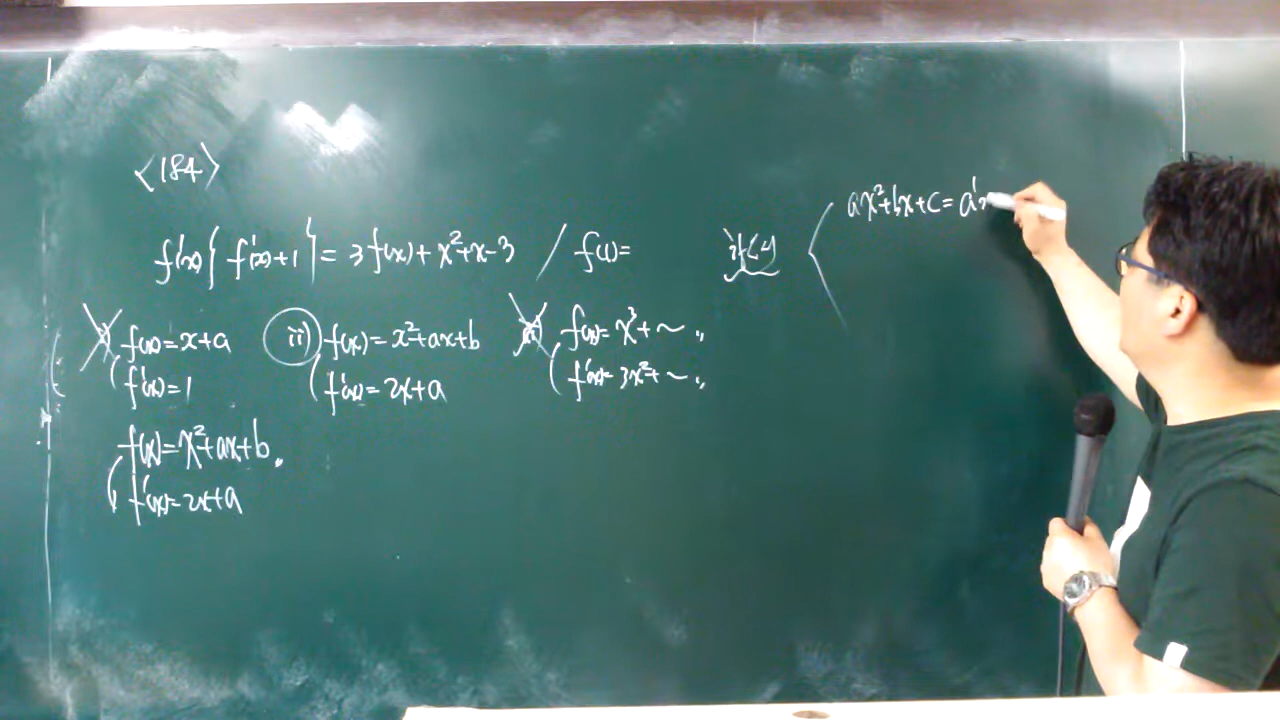 <184>
f'(x){f'(x)+1}=3f(x)+x²+x-3 / f(1)=
ax²+bx+c=a'x
f(x)=x+a
f'(x)=1
ii) f(x)=x²+ax+b
f'(x)=2x+a
f(x)=x³+~..
f'(x)=3x²+~..
f(x)=x²+ax+b.
f'(x)=2x+a